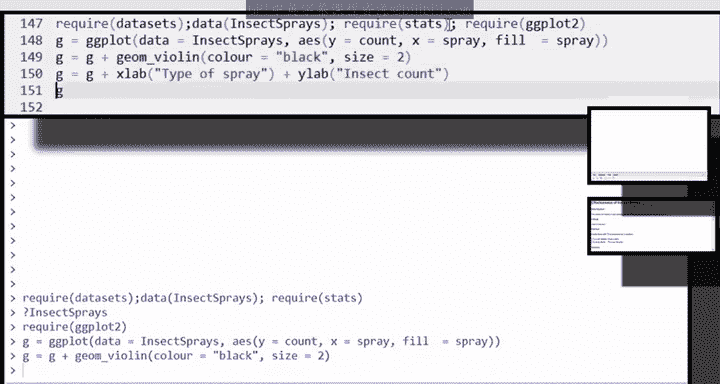 147 require(datasets);data(InsectSprays); require(stats); require(ggplot2)
148 g = ggplot(data = InsectSprays, aes(y = count, x = spray, fill  = spray))
149 g = g + geom_violin(colour = "black", size = 2)
150 g = g + xlab("Type of spray") + ylab("Insect count")
151 g
152
>
>
>
>
>
>
>
> require(datasets);data(InsectSprays); require(stats)
> ?InsectSprays
> require(ggplot2)
> g = ggplot(data = InsectSprays, aes(y = count, x = spray, fill  = spray))
> g = g + geom_violin(colour = "black", size = 2)
>